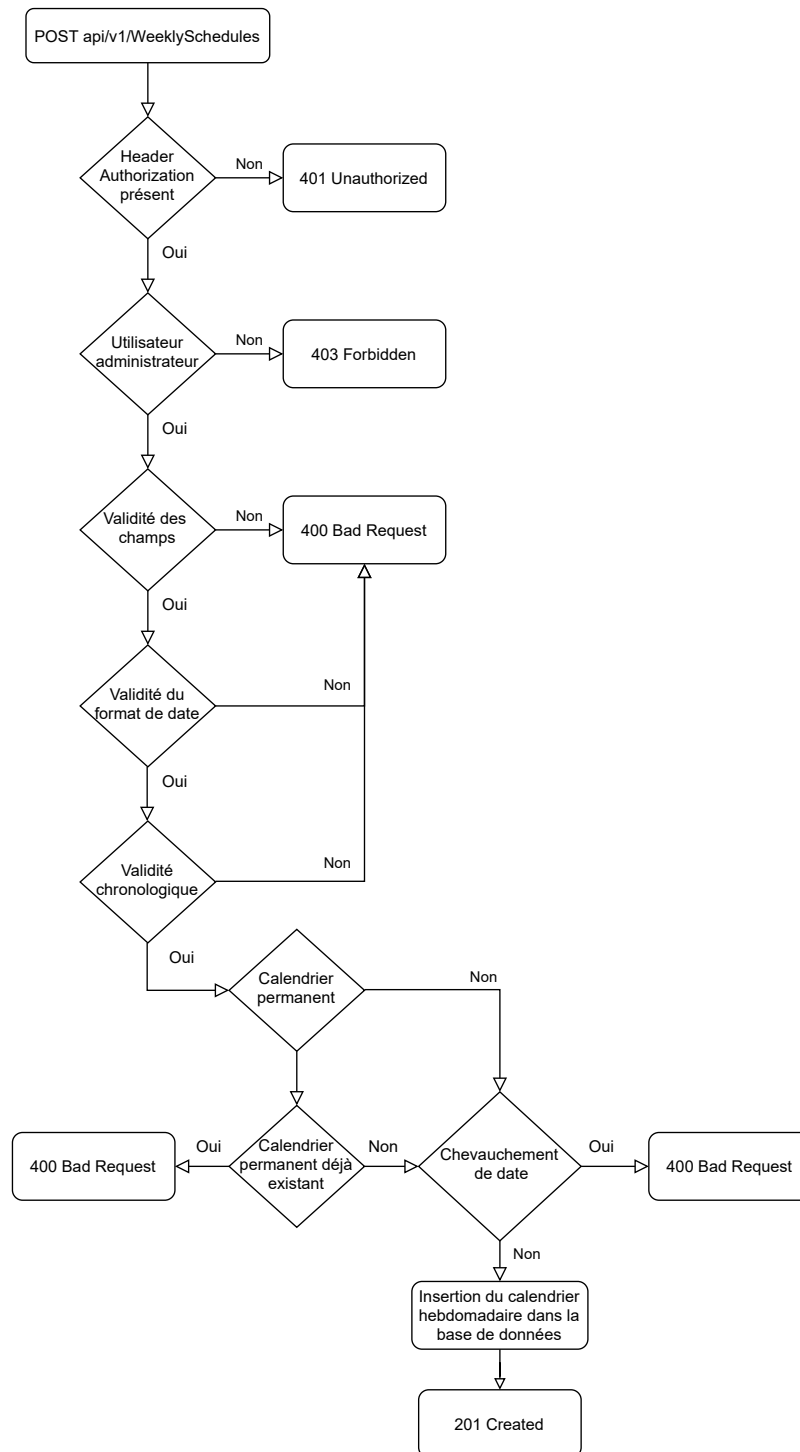 POST api/v1/WeeklySchedules
Header
Authorization
présent
Non
401 Unauthorized
Oui
Utilisateur
administrateur
Non
403 Forbidden
Oui
Validité des
champs
Non
400 Bad Request
Oui
Validité du
format de date
Non
Oui
Validité
chronologique
Non
Oui
Calendrier
permanent
Non
400 Bad Request
Oui
Calendrier
permanent déjà
existant
Non
Chevauchement
de date
Oui
400 Bad Request
Non
Insertion du calendrier
hebdomadaire dans la
base de données
201 Created